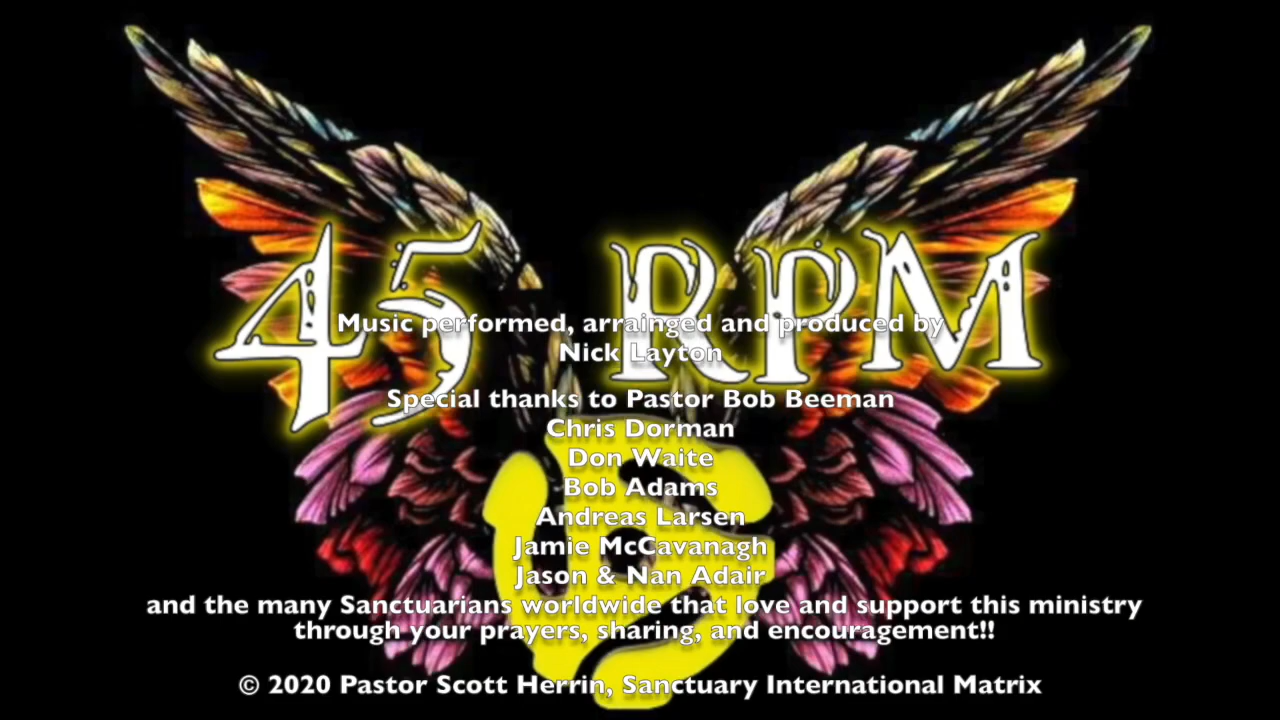 45 RPM
Music performed, arrainged and produced by
Nick Layton
Special thanks to Pastor Bob Beeman
Chris Dorman
Don Waite
Bob Adams
Andreas Larsen
Jamie McCavanagh
Jason & Nan Adair
and the many Sanctuarians worldwide that love and support this ministry
through your prayers, sharing, and encouragement!!
© 2020 Pastor Scott Herrin, Sanctuary International Matrix